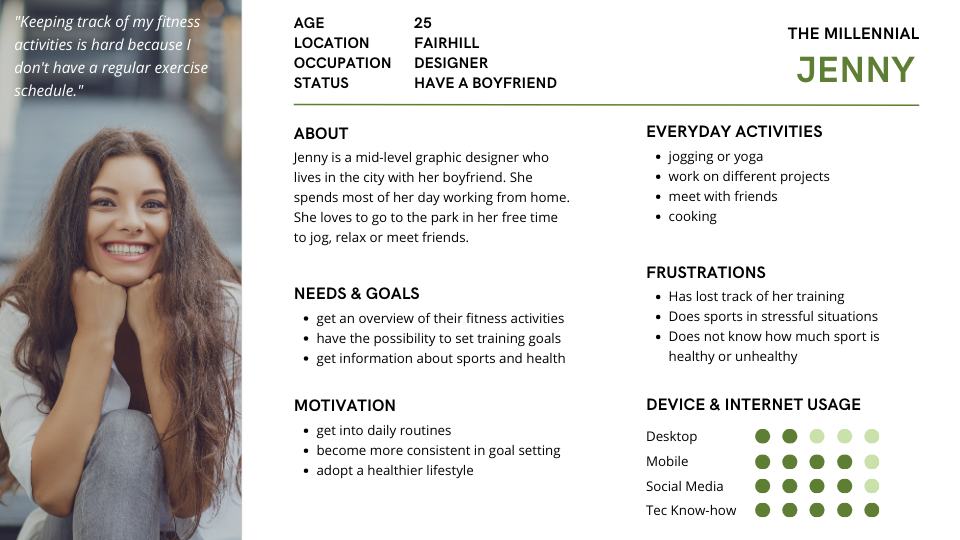 "Keeping track of my fitness
activities is hard because I
don't have a regular exercise
schedule."
AGE 25
LOCATION FAIRHILL
OCCUPATION DESIGNER
STATUS HAVE A BOYFRIEND
THE MILLENNIAL
JENNY
ABOUT
Jenny is a mid-level graphic designer who
lives in the city with her boyfriend. She
spends most of her day working from home.
She loves to go to the park in her free time
to jog, relax or meet friends.
NEEDS & GOALS
• get an overview of their fitness activities
• have the possibility to set training goals
• get information about sports and health
MOTIVATION
• get into daily routines
• become more consistent in goal setting
• adopt a healthier lifestyle
EVERYDAY ACTIVITIES
• jogging or yoga
• work on different projects
• meet with friends
• cooking
FRUSTRATIONS
• Has lost track of her training
• Does sports in stressful situations
• Does not know how much sport is
healthy or unhealthy
DEVICE & INTERNET USAGE
Desktop
Mobile
Social Media
Tec Know-how